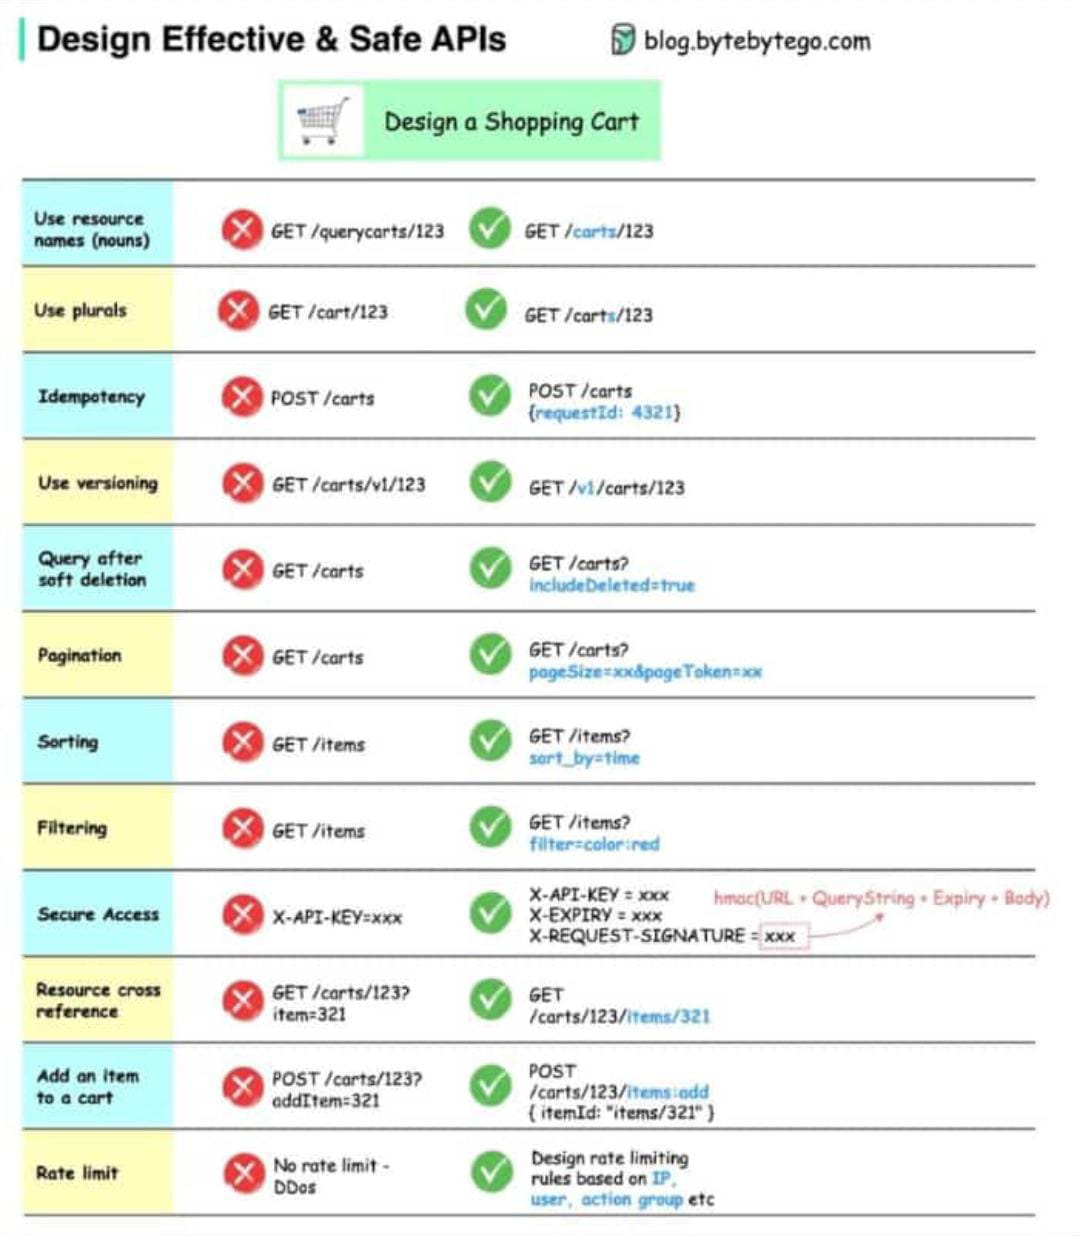 Design Effective & Safe APIs
blog.bytebytego.com
Design a Shopping Cart
Use resource
names (nouns)
GET /querycarts/123
GET /carts/123
Use plurals
GET /cart/123
GET /carts/123
Idempotency
POST /carts
POST /carts
{requestId: 4321}
Use versioning
GET /carts/v1/123
GET /v1/carts/123
Query after
soft deletion
GET /carts
GET /carts?
includeDeleted=true
Pagination
GET /carts
GET /carts?
pageSize=xx&pageToken=xx
Sorting
GET /items
GET /items?
sort_by=time
Filtering
GET /items
GET /items?
filter=color:red
Secure Access
X-API-KEY=xxx
X-API-KEY = xxx
X-EXPIRY = xxx
X-REQUEST-SIGNATURE = xxx
hmac(URL + QueryString + Expiry + Body)
Resource cross
reference
GET /carts/123?
item=321
GET
/carts/123/items/321
Add an item
to a cart
POST /carts/123?
addItem=321
POST
/carts/123/items:add
{ itemId: "items/321" }
Rate limit
No rate limit -
DDos
Design rate limiting
rules based on IP,
user, action group etc